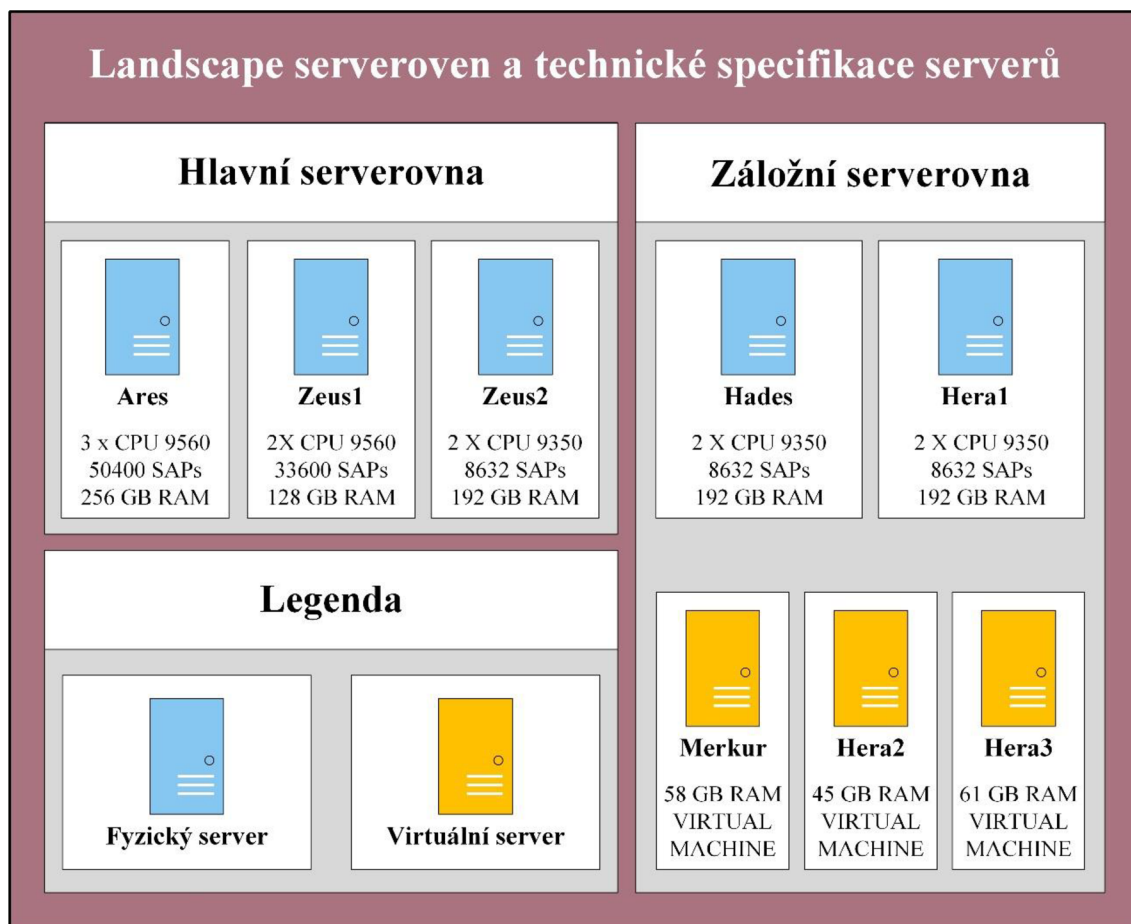 Landscape serveroven a technické specifikace serverů
Hlavní serverovna
Ares
3 x CPU 9560
50400 SAPs
256 GB RAM
Zeus1
2X CPU 9560
33600 SAPs
128 GB RAM
Zeus2
2 X CPU 9350
8632 SAPs
192 GB RAM
Záložní serverovna
Hades
2 X CPU 9350
8632 SAPs
192 GB RAM
Hera1
2 X CPU 9350
8632 SAPs
192 GB RAM
Merkur
58 GB RAM
VIRTUAL
MACHINE
Hera2
45 GB RAM
VIRTUAL
MACHINE
Hera3
61 GB RAM
VIRTUAL
MACHINE
Legenda
Fyzický server
Virtuální server